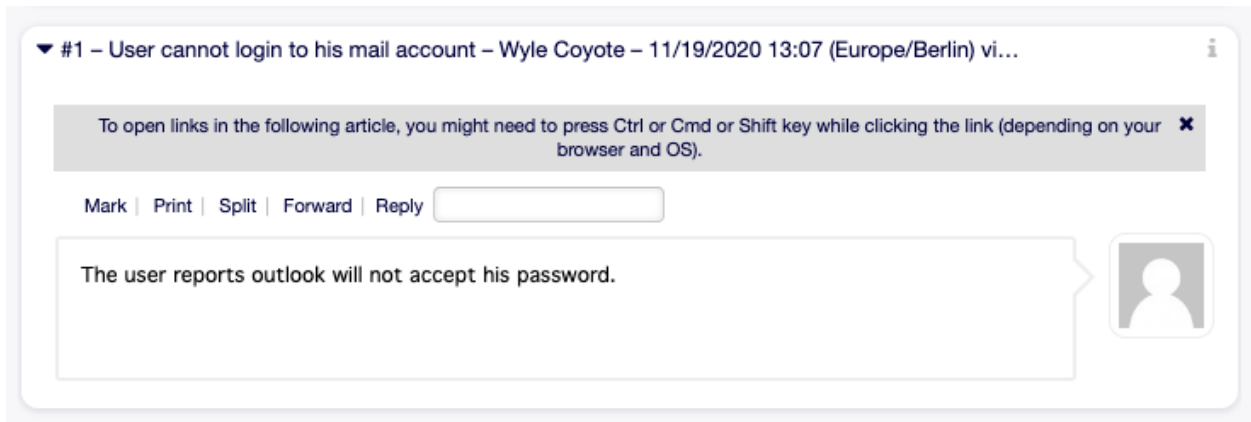 #1 – User cannot login to his mail account – Wyle Coyote – 11/19/2020 13:07 (Europe/Berlin) vi...
To open links in the following article, you might need to press Ctrl or Cmd or Shift key while clicking the link (depending on your
browser and OS).
Mark | Print | Split | Forward | Reply
The user reports outlook will not accept his password.